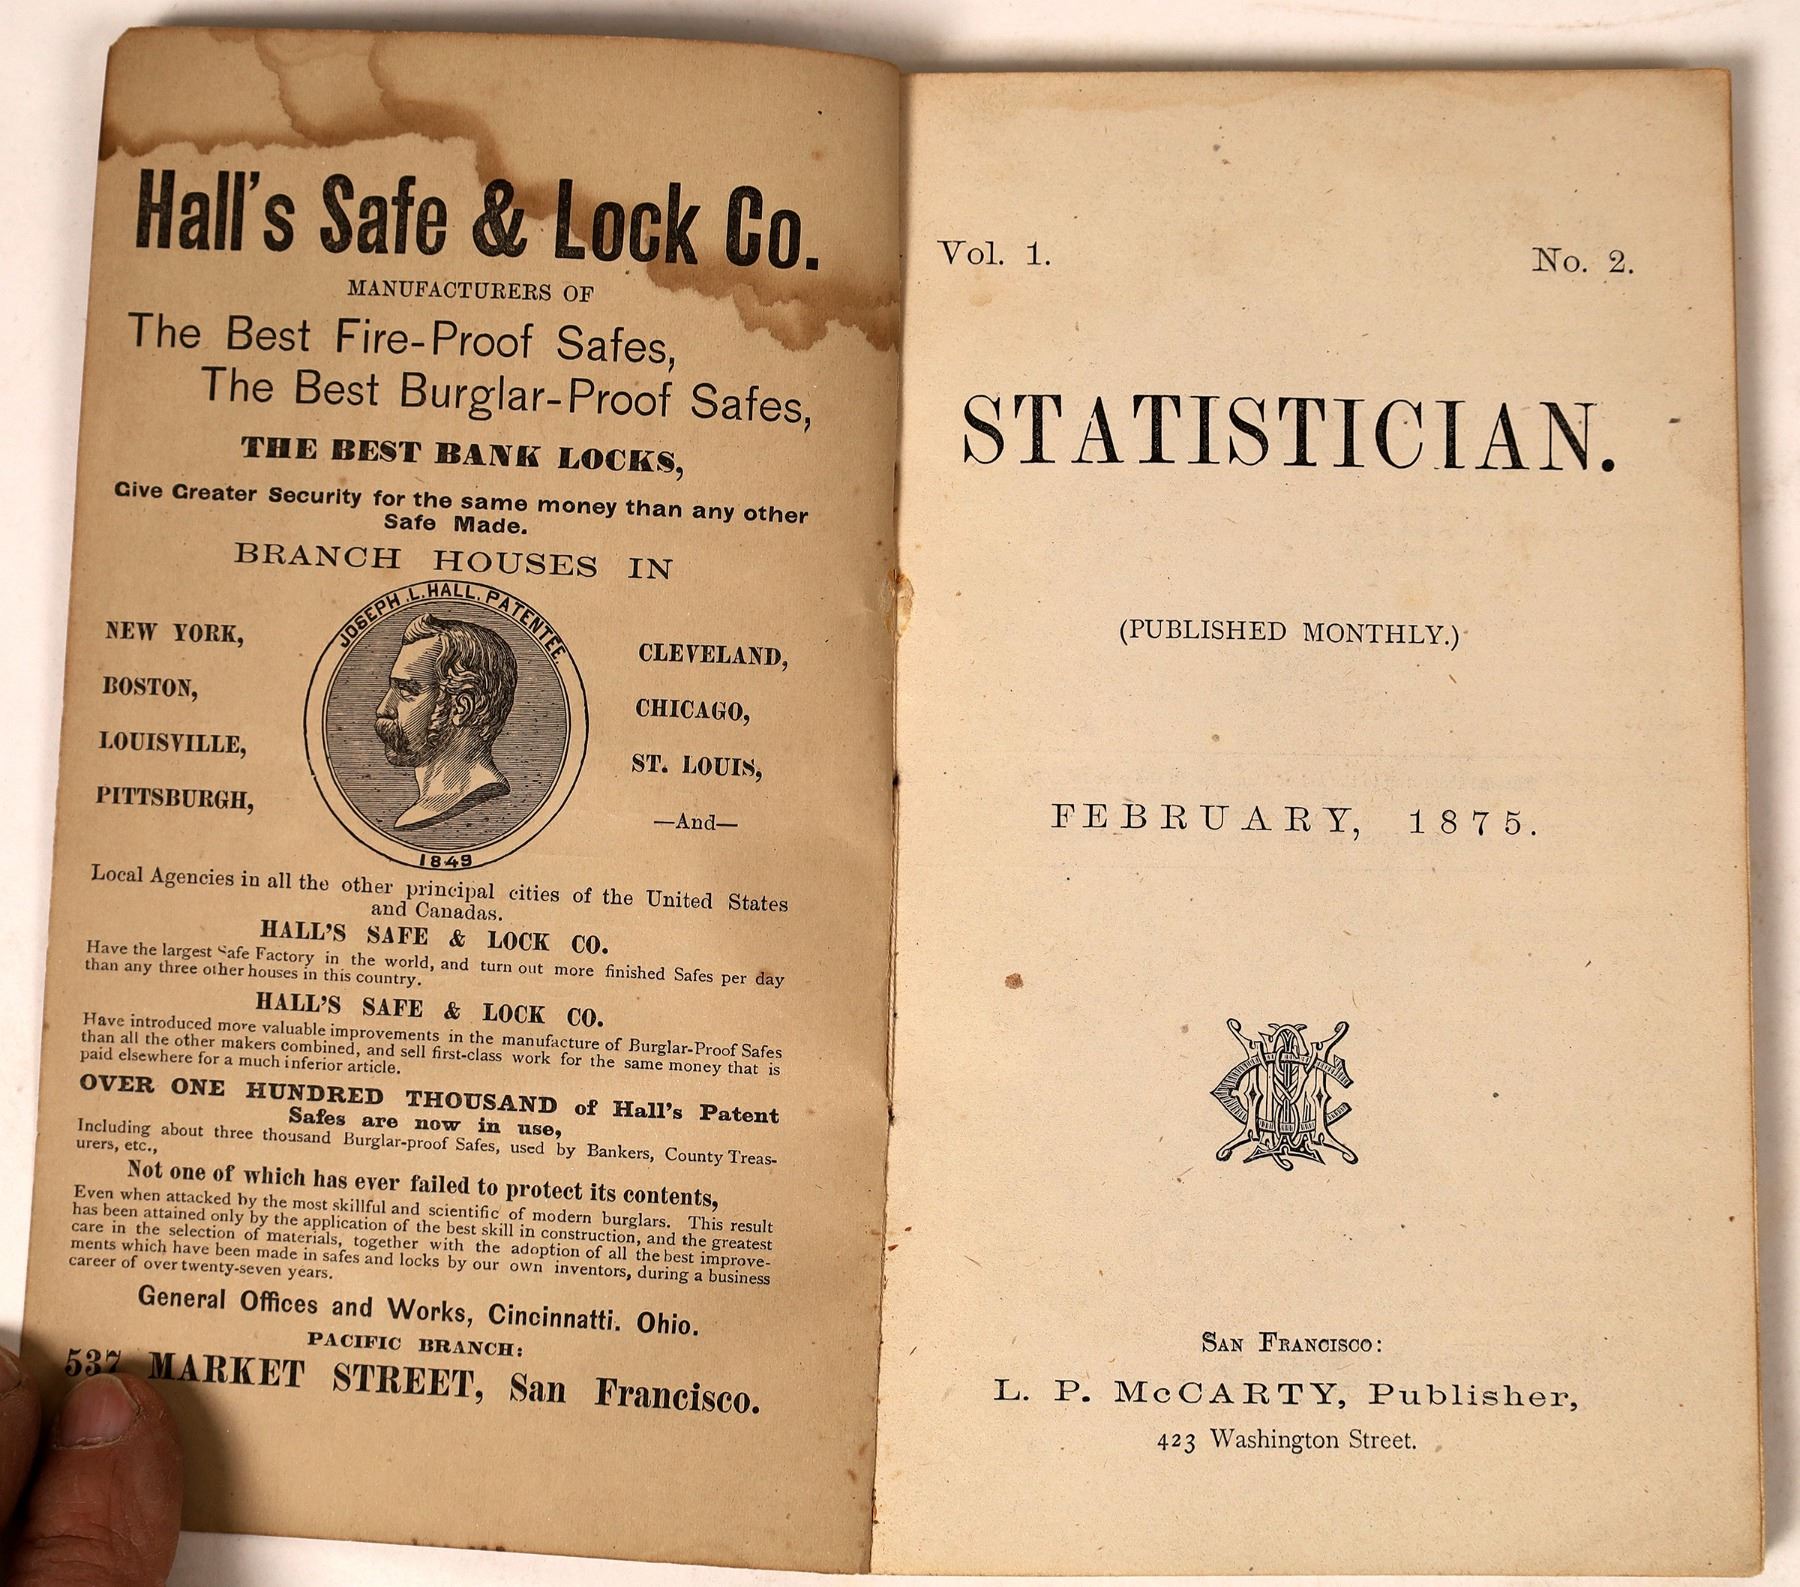 Hall's Safe & Lock Co.
MANUFACTURERS OF
The Best Fire-Proof Safes,
The Best Burglar-Proof Safes,
THE BEST BANK LOCKS,
Give Greater Security for the same money than any other
Safe Made.
BRANCH HOUSES IN
NEW YORK,
BOSTON,
LOUISVILLE,
PITTSBURGH,
JOSEPH L. HALL. PATENTEE.
1849
CLEVELAND,
CHICAGO,
ST. LOUIS,
—And—
Local Agencies in all the other principal cities of the United States
and Canadas.
HALL'S SAFE & LOCK CO.
Have the largest Safe Factory in the world, and turn out more finished Safes per day
than any three other houses in this country.
HALL'S SAFE & LOCK CO.
Have introduced more valuable improvements in the manufacture of Burglar-Proof Safes
than all the other makers combined, and sell first-class work for the same money that is
paid elsewhere for a much inferior article.
OVER ONE HUNDRED THOUSAND of Hall's Patent
Safes are now in use,
Including about three thousand Burglar-proof Safes, used by Bankers, County Treas-
urers, etc.,
Not one of which has ever failed to protect its contents,
Even when attacked by the most skillful and scientific of modern burglars. This result
has been attained only by the application of the best skill in construction, and the greatest
care in the selection of materials, together with the adoption of all the best improve-
ments which have been made in safes and locks by our own inventors, during a business
career of over twenty-seven years.
General Offices and Works, Cincinnatti. Ohio.
PACIFIC BRANCH:
537 MARKET STREET, San Francisco.
Vol. 1. No. 2.
STATISTICIAN.
(PUBLISHED MONTHLY.)
FEBRUARY, 1875.
SAN FRANCISCO:
L. P. McCARTY, Publisher,
423 Washington Street.